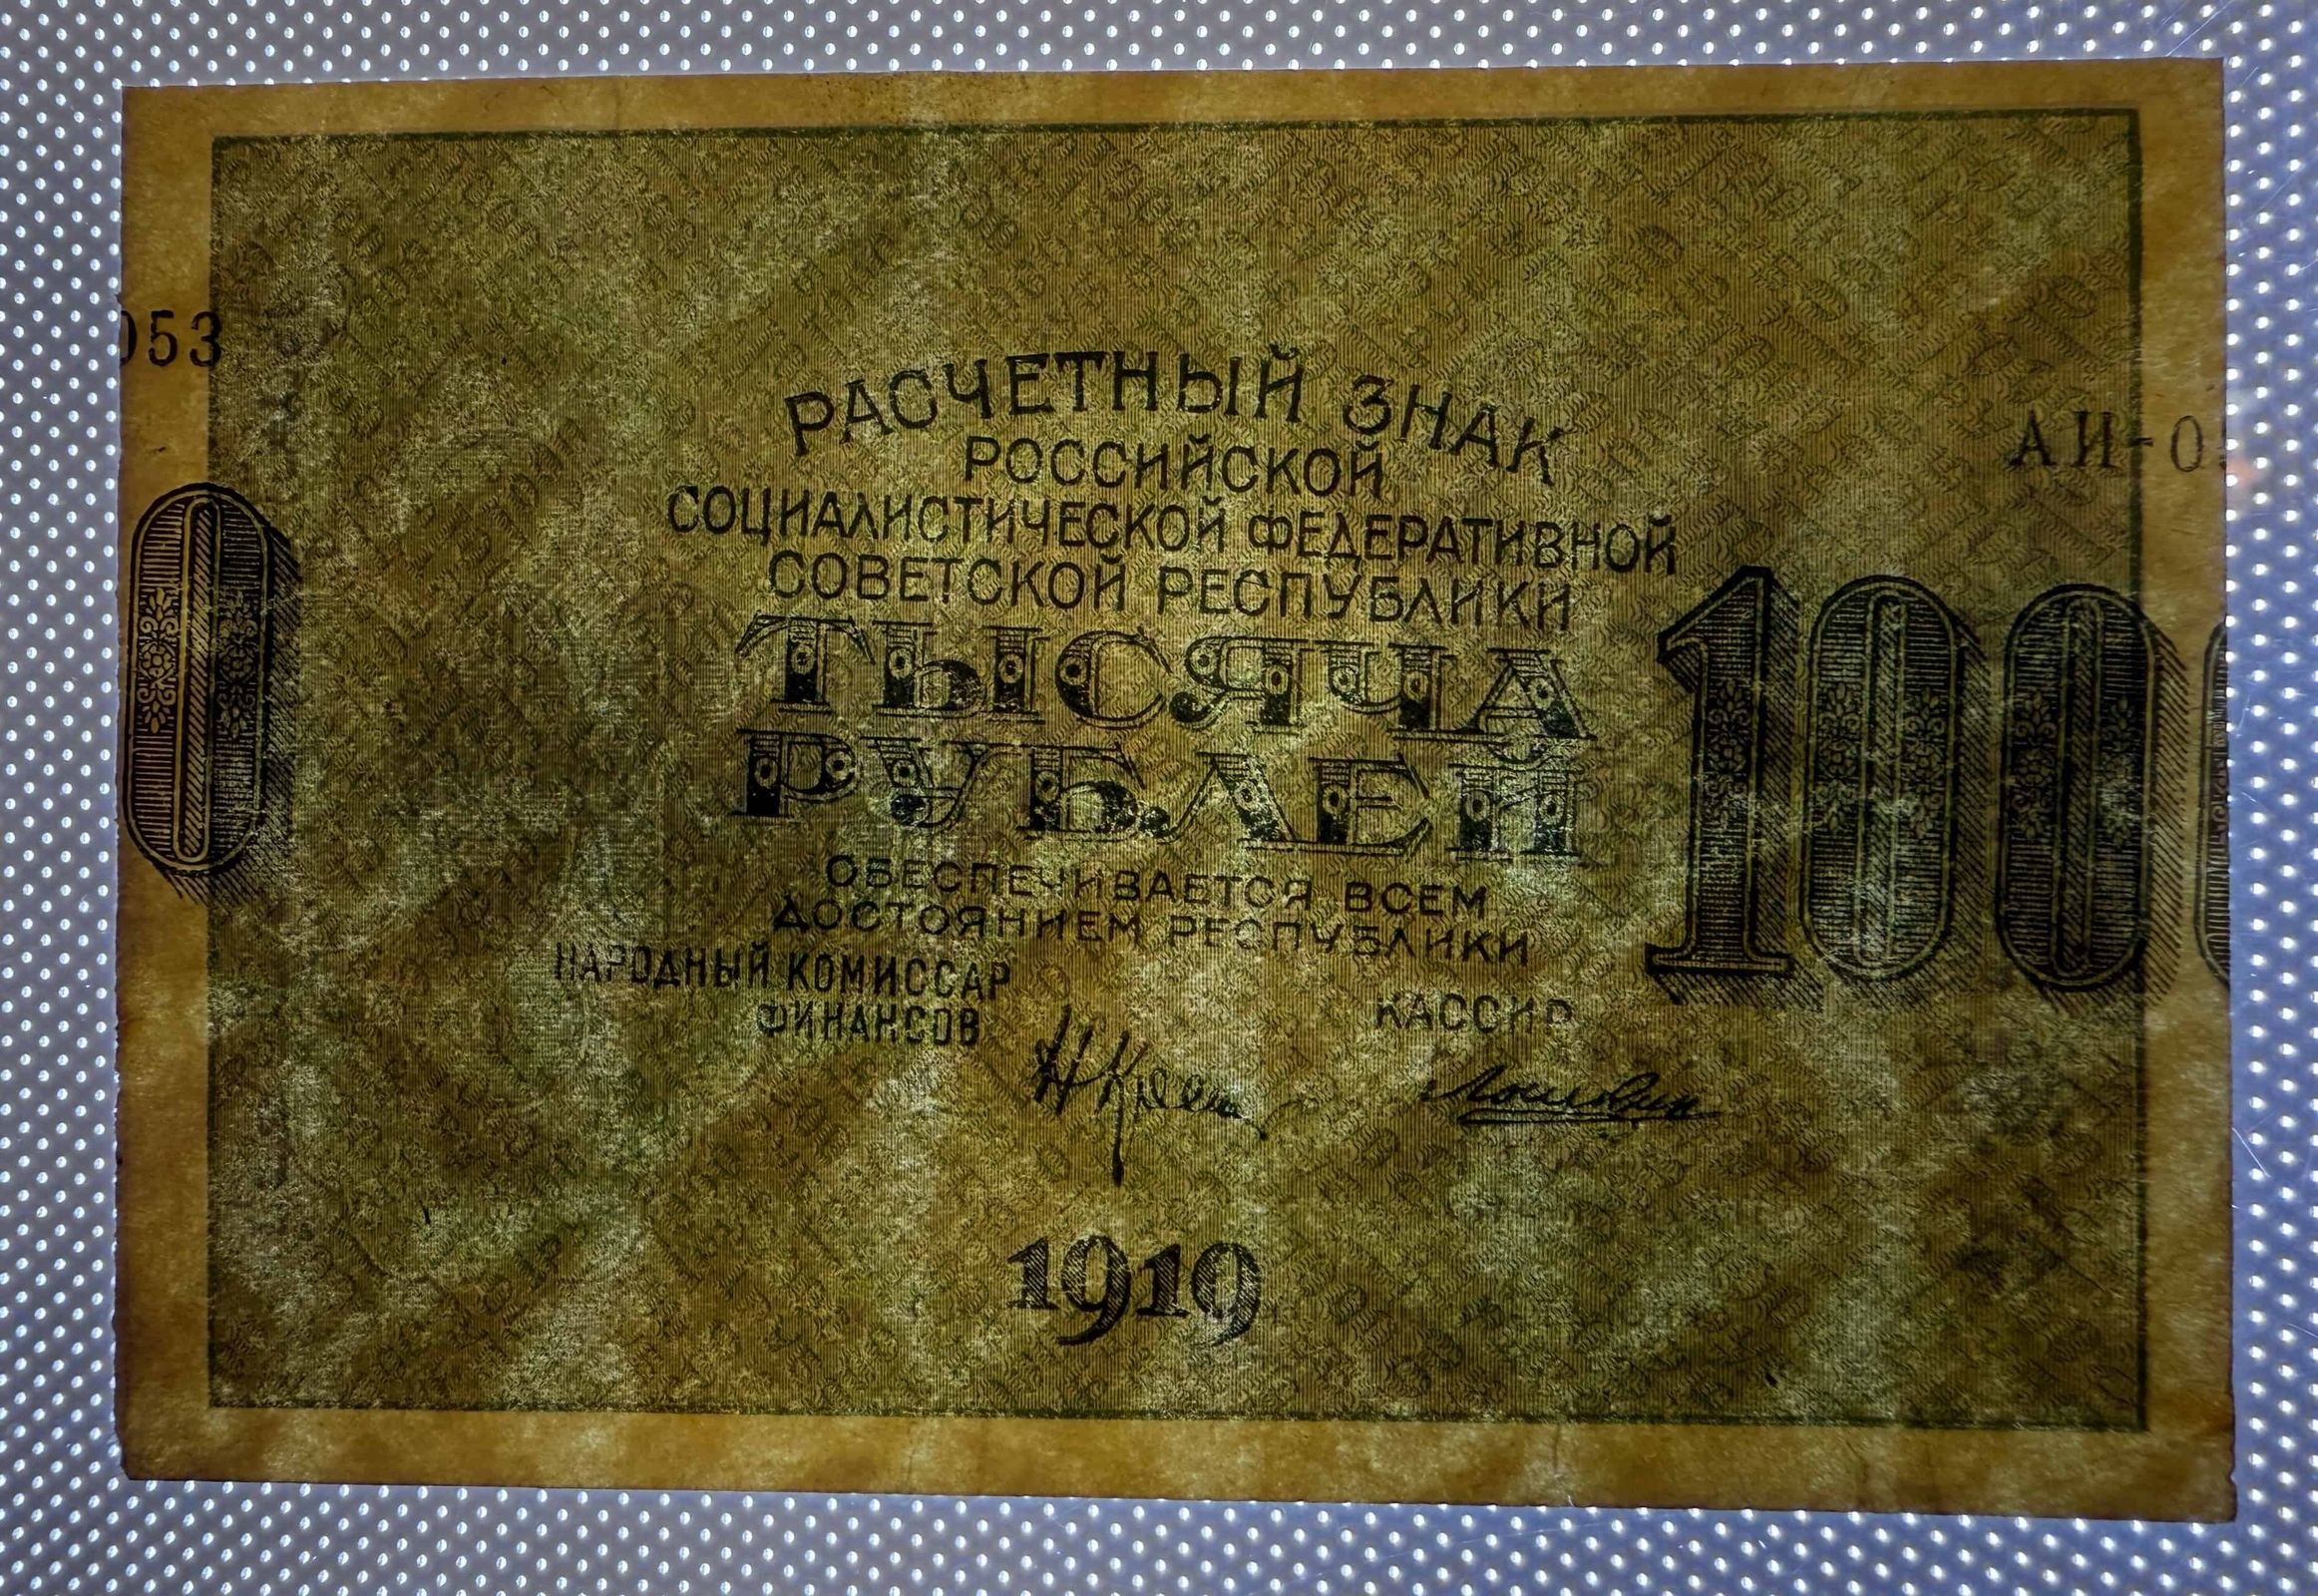 053
РАСЧЕТНЫЙ ЗНАК
АИ-0
РОССИЙСКОЙ
СОЦИАЛИСТИЧЕСКОЙ ФЕДЕРАТИВНОЙ
СОВЕТСКОЙ РЕСПУБЛИКИ
0
100
ТЫСЯЧА
РУБЛЕЙ
ОБЕСПЕЧИВАЕТСЯ ВСЕМ
ДОСТОЯНИЕМ РЕСПУБЛИКИ
НАРОДНЫЙ КОМИССАР
ФИНАНСОВ
КАССИР
1919